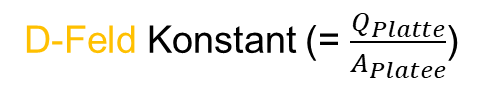 D-Feld Konstant (= Q_Platte / A_Platee)